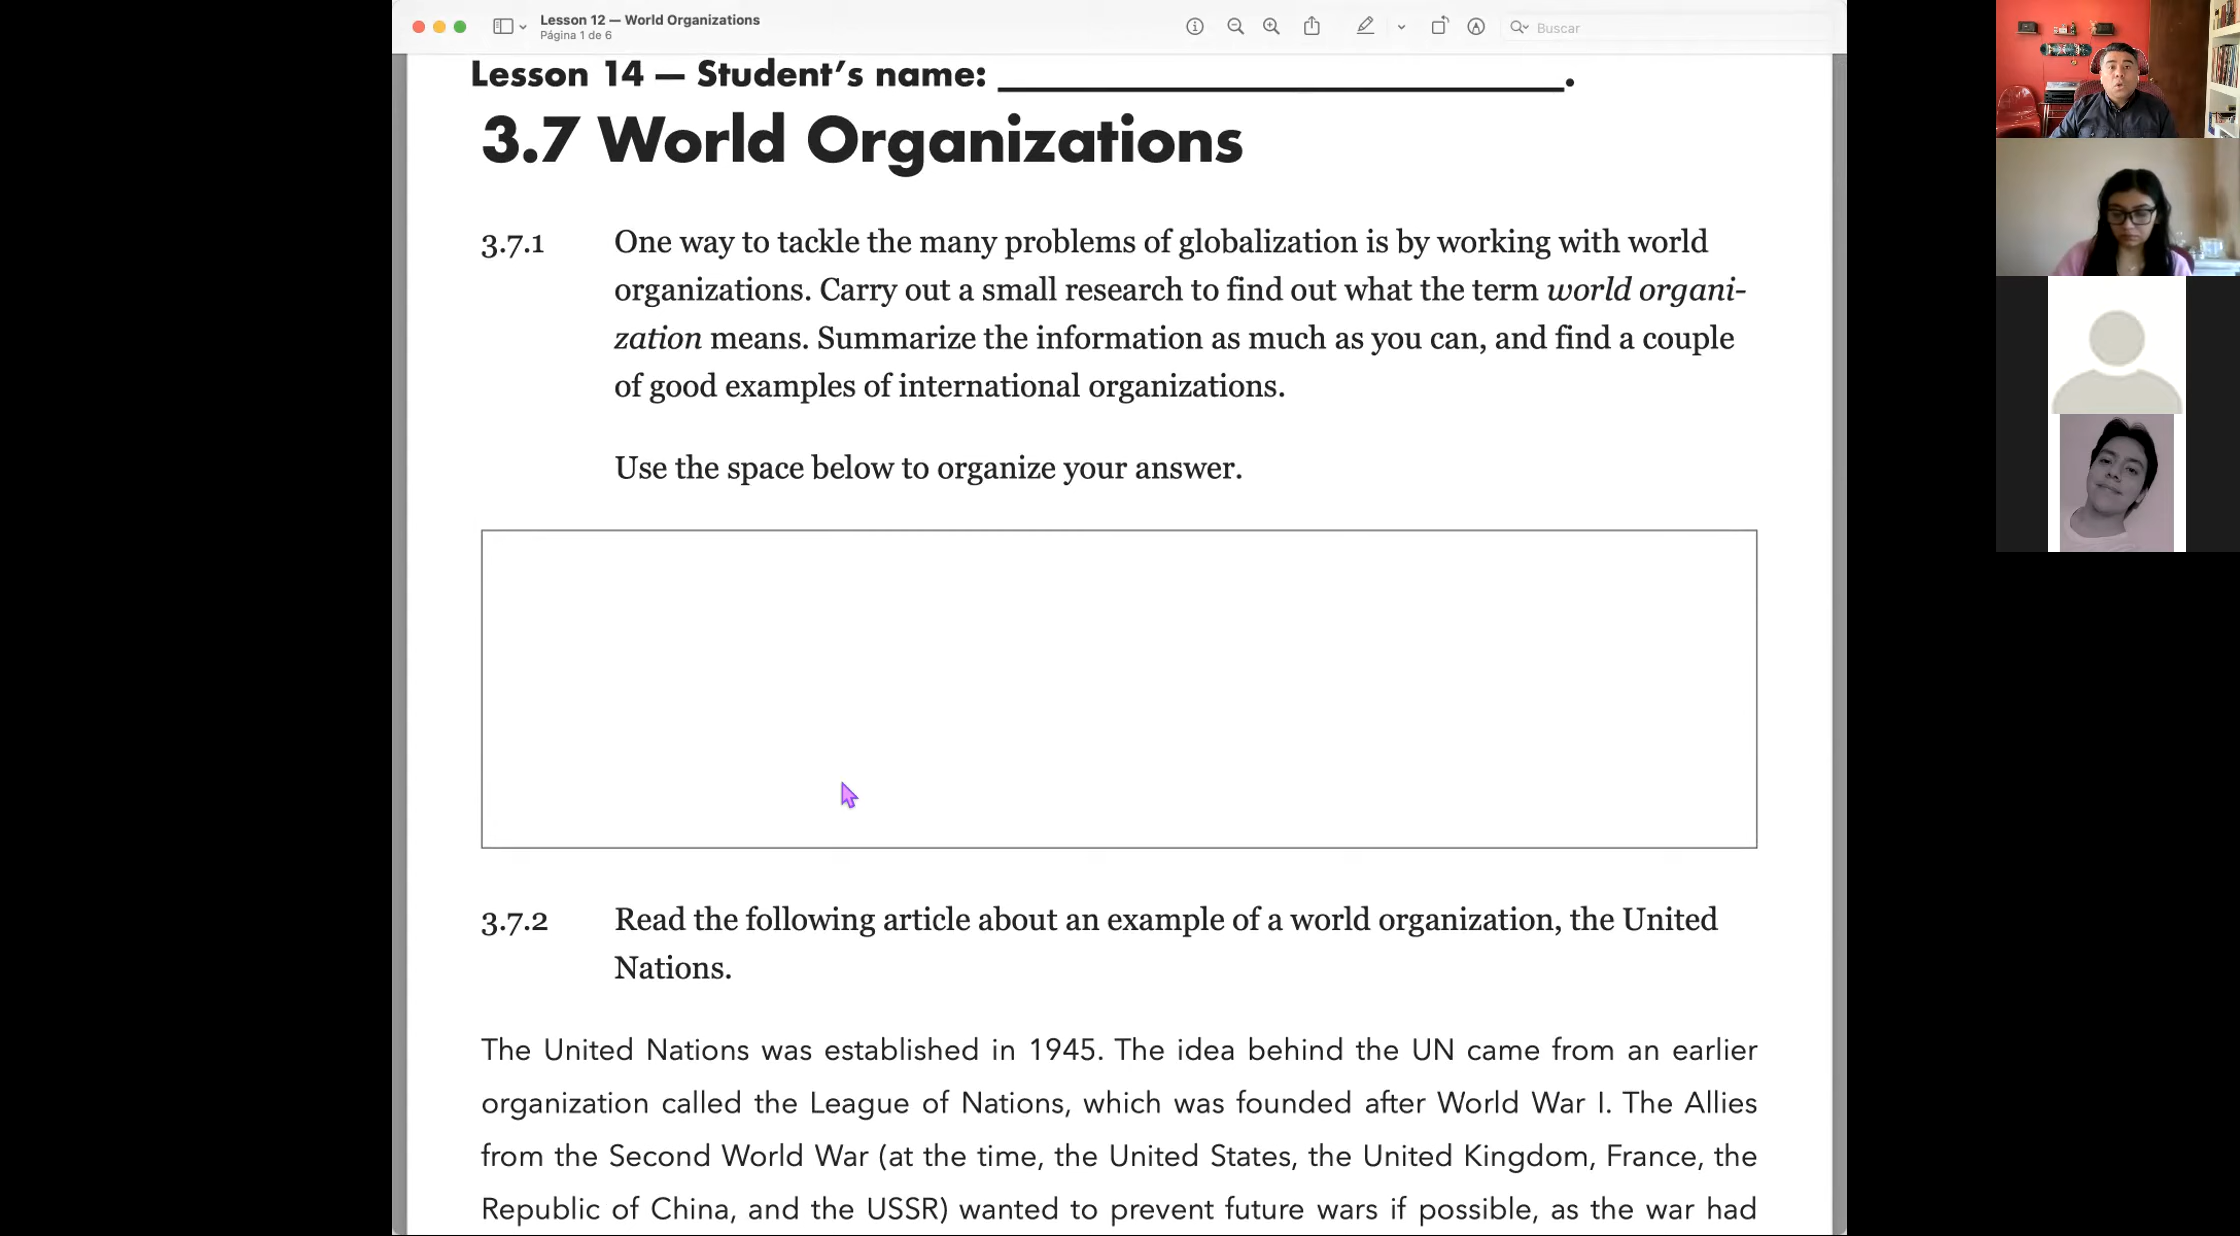 Lesson 12 — World Organizations
Página 1 de 6
Buscar
Lesson 14 — Student's name: ______________________________.
3.7 World Organizations
3.7.1 One way to tackle the many problems of globalization is by working with world
organizations. Carry out a small research to find out what the term world organi-
zation means. Summarize the information as much as you can, and find a couple
of good examples of international organizations.
Use the space below to organize your answer.
3.7.2 Read the following article about an example of a world organization, the United
Nations.
The United Nations was established in 1945. The idea behind the UN came from an earlier
organization called the League of Nations, which was founded after World War I. The Allies
from the Second World War (at the time, the United States, the United Kingdom, France, the
Republic of China, and the USSR) wanted to prevent future wars if possible, as the war had